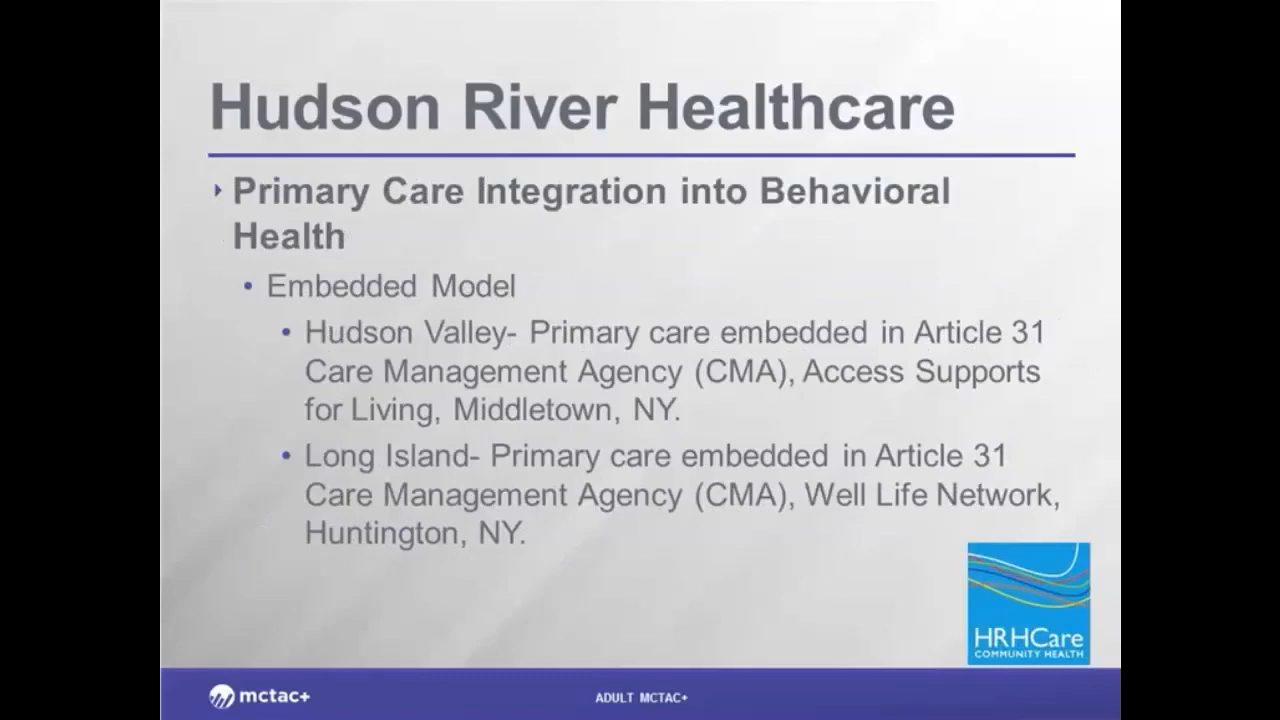 Hudson River Healthcare
Primary Care Integration into Behavioral
Health
• Embedded Model
• Hudson Valley- Primary care embedded in Article 31
Care Management Agency (CMA), Access Supports
for Living, Middletown, NY.
• Long Island- Primary care embedded in Article 31
Care Management Agency (CMA), Well Life Network,
Huntington, NY.
HRHCare
COMMUNITY HEALTH
mctac+
ADULT MCTAC+